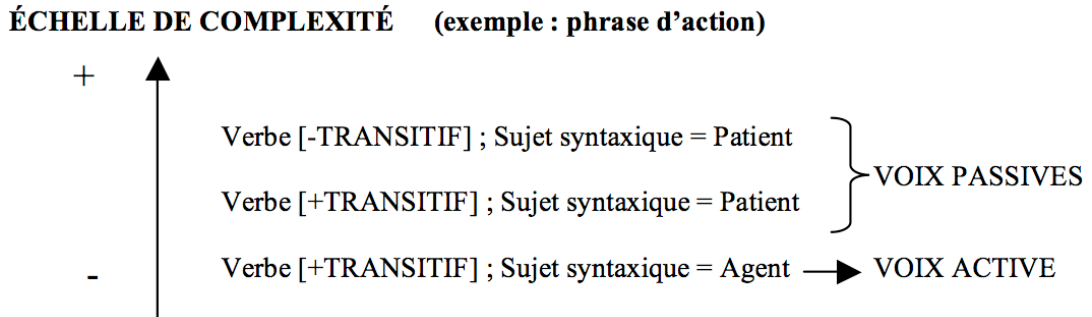 ÉCHELLE DE COMPLEXITÉ (exemple : phrase d’action)
+
Verbe [-TRANSITIF] ; Sujet syntaxique = Patient
VOIX PASSIVES
Verbe [+TRANSITIF] ; Sujet syntaxique = Patient
- Verbe [+TRANSITIF] ; Sujet syntaxique = Agent VOIX ACTIVE